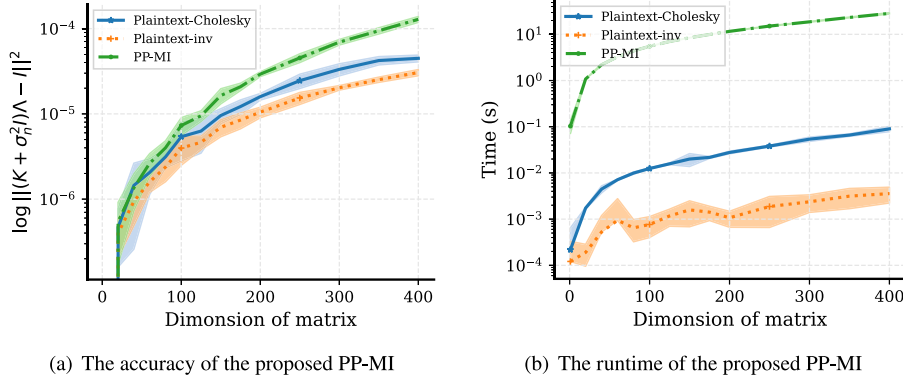 Plaintext-Cholesky
Plaintext-inv
PP-MI
log ||(K + σ_n^2 I)Λ − I||^2
10^{-4}
10^{-5}
10^{-6}
0 100 200 300 400
Dimonsion of matrix
(a) The accuracy of the proposed PP-MI
Plaintext-Cholesky
Plaintext-inv
PP-MI
Time (s)
10^1
10^0
10^{-1}
10^{-2}
10^{-3}
10^{-4}
0 100 200 300 400
Dimonsion of matrix
(b) The runtime of the proposed PP-MI